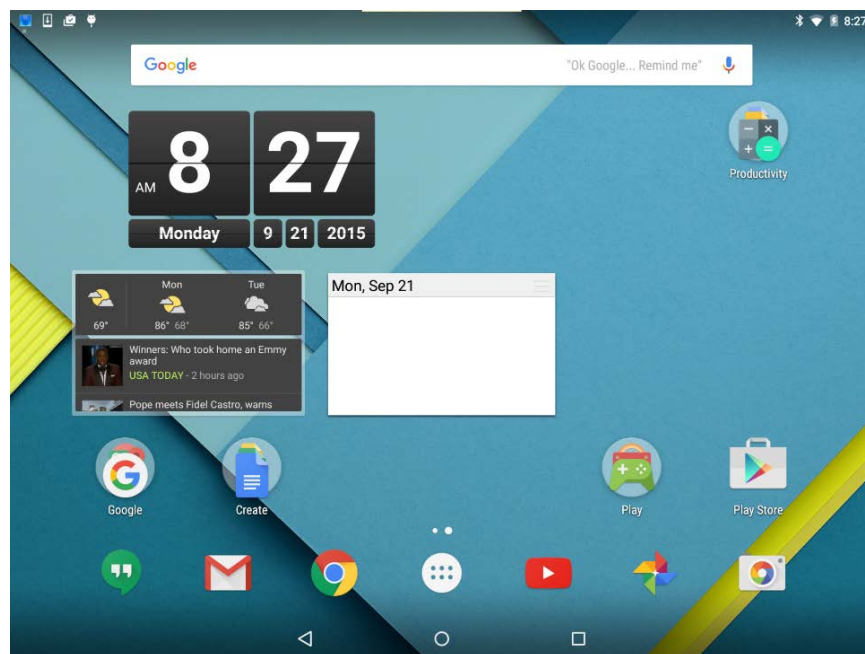 8:27
Google
"Ok Google... Remind me"
AM 8 27
Monday 9 21 2015
Productivity
Mon Tue
69° 86° 68° 85° 66°
Mon, Sep 21
Winners: Who took home an Emmy
award
USA TODAY - 2 hours ago
Pope meets Fidel Castro, warns
Google
Create
Play
Play Store